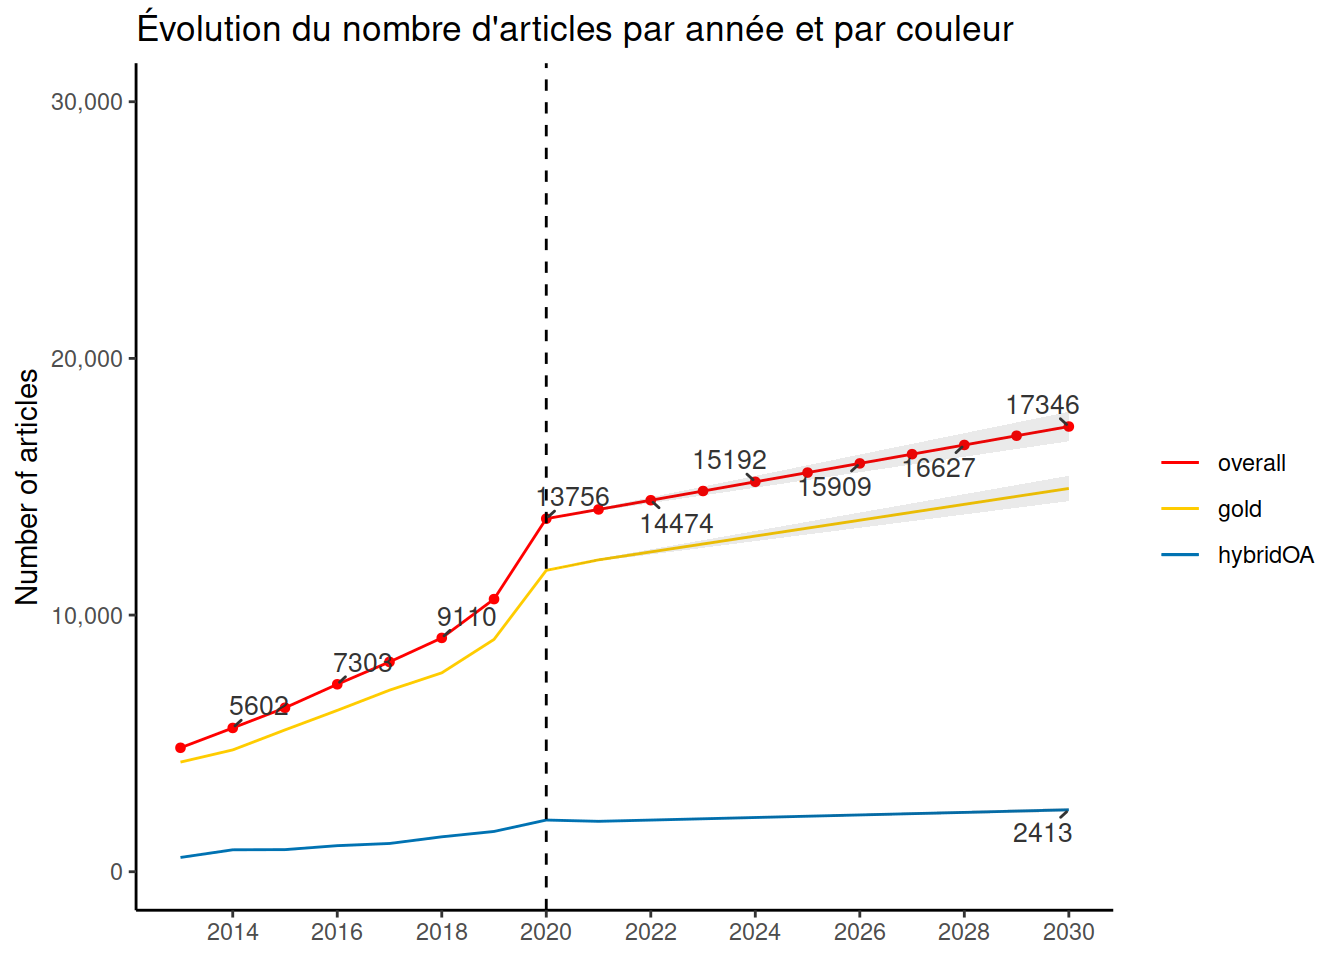 Évolution du nombre d'articles par année et par couleur
Number of articles
30,000
20,000
10,000
0
17346
15192
16627
15909
13756
14474
9110
7303
5602
2413
2014 2016 2018 2020 2022 2024 2026 2028 2030
overall
gold
hybridOA